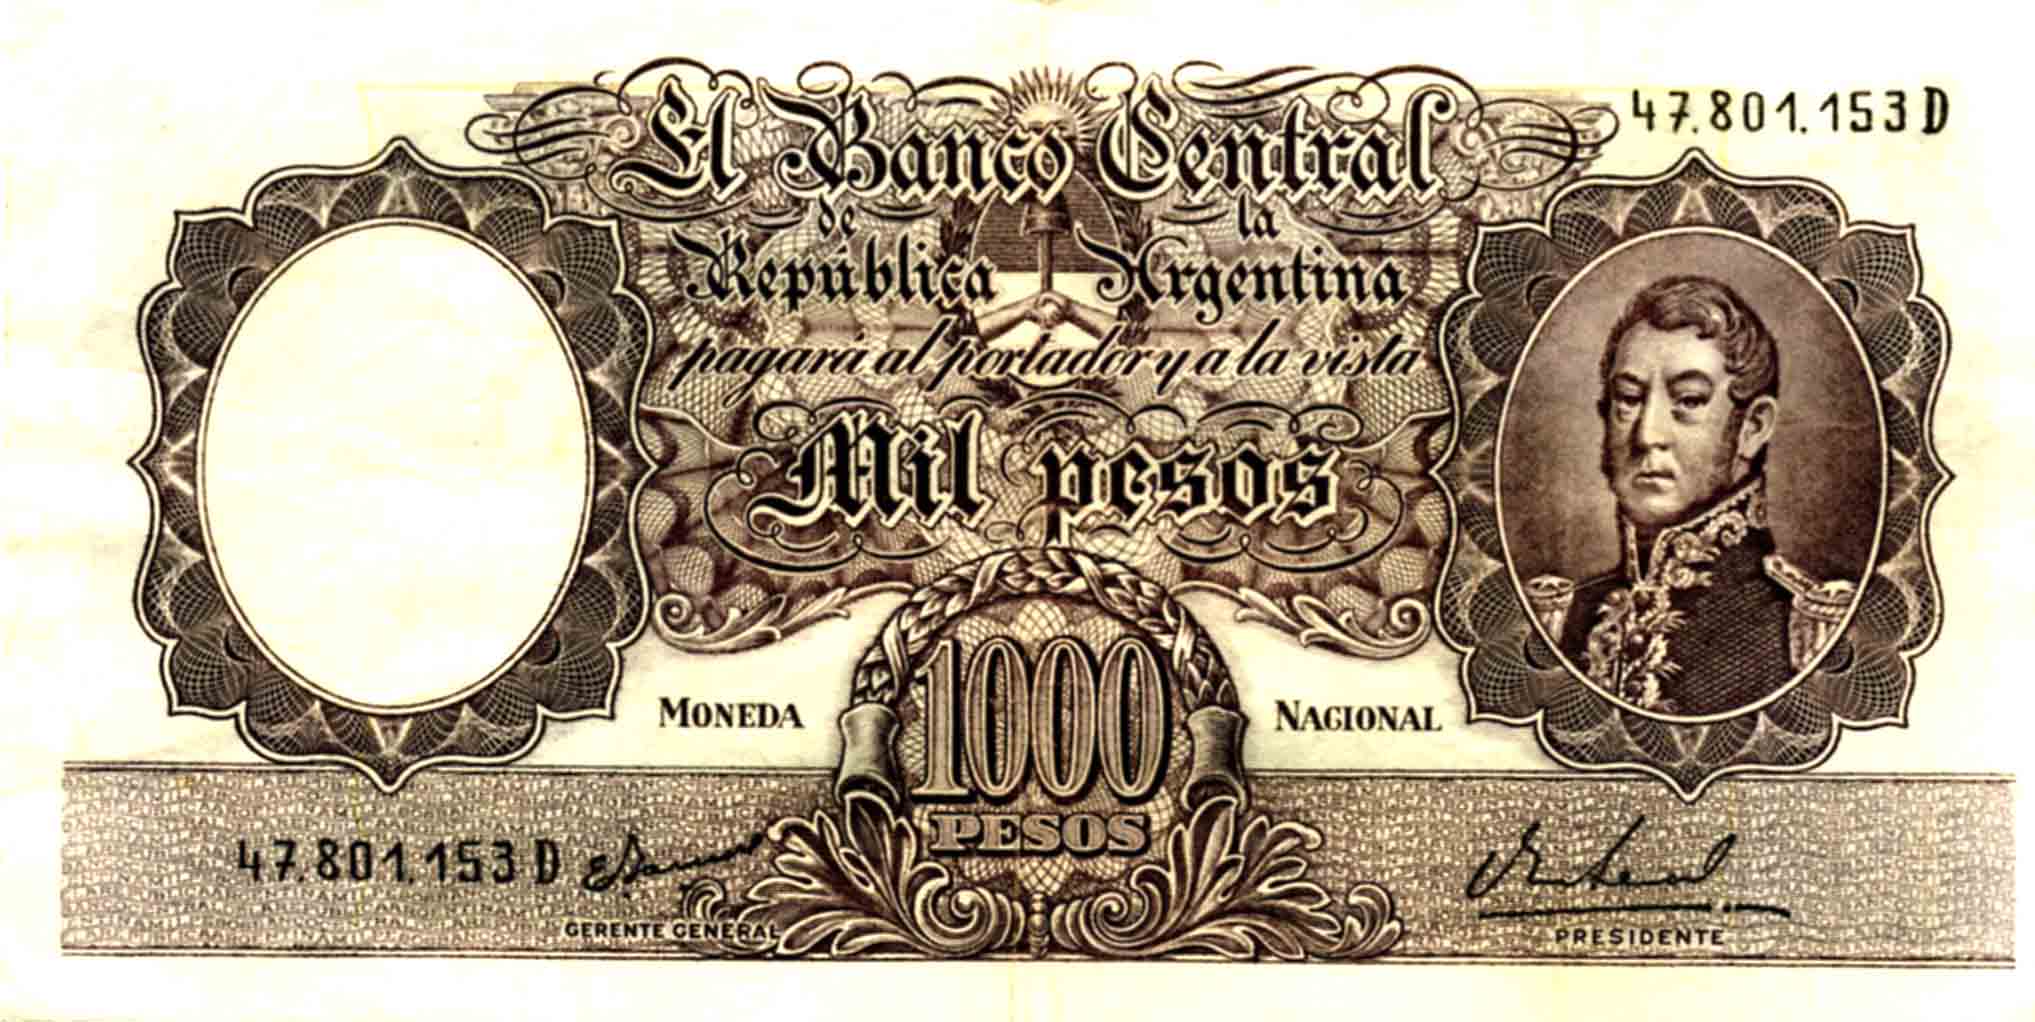 47.801.153 D
El Banco Central
de la
República Argentina
pagará al portador y a la vista
Mil pesos
MONEDA NACIONAL
1000
PESOS
47.801.153 D
GERENTE GENERAL
PRESIDENTE